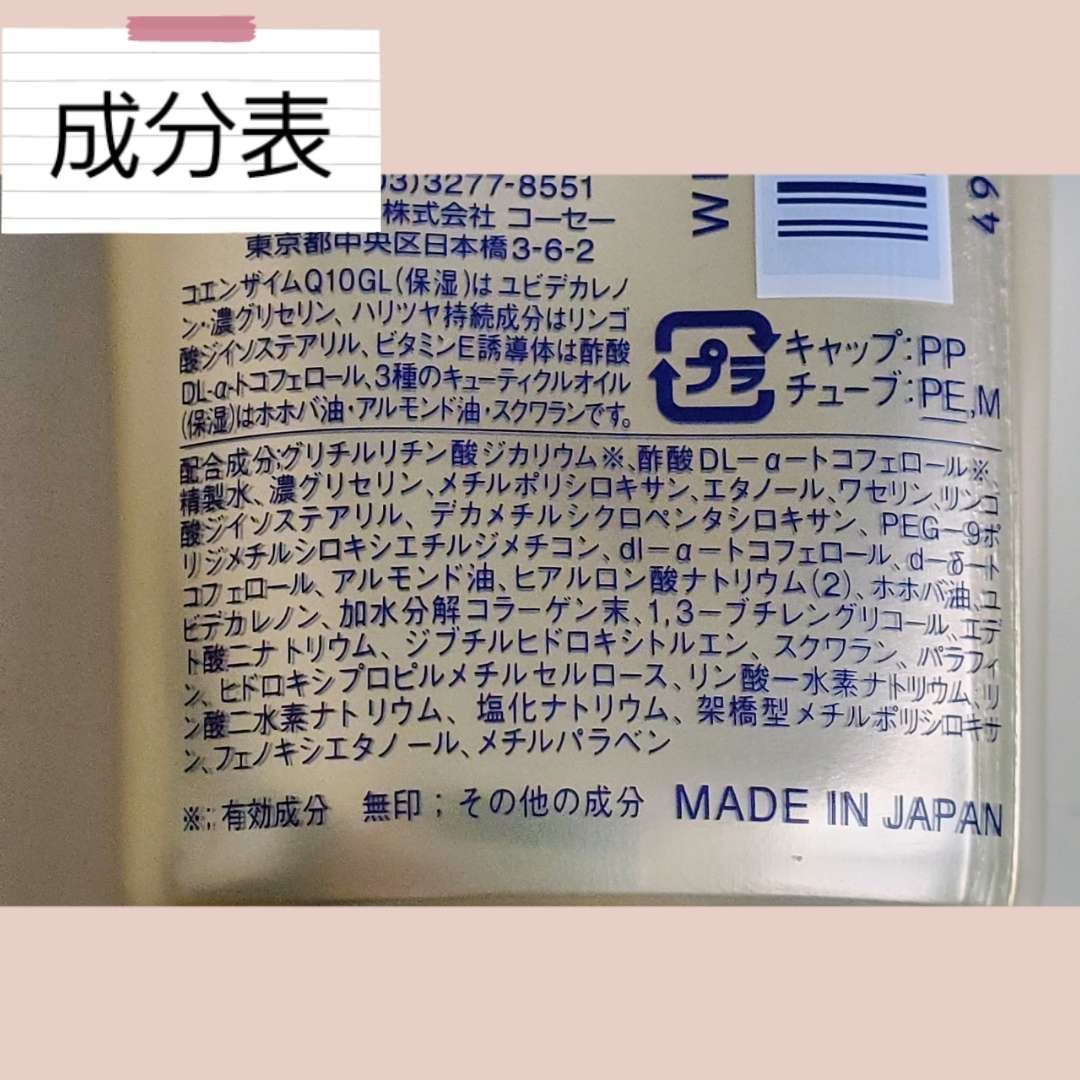 成分表
03)3277-8551
株式会社 コーセー
東京都中央区日本橋3-6-2
コエンザイムQ10GL(保湿)は ユビデカレノ
ン・濃グリセリン、ハリツヤ持続成分はリンゴ
酸ジイソステアリル、ビタミンE誘導体は酢酸
DL-α-トコフェロール、3種のキューティクルオイル
(保湿)はホホバ油・アルモンド油・スクワランです。
プラ
キャップ:PP
チューブ:PE,M
配合成分;グリチルリチン酸ジカリウム※、酢酸DL-α-トコフェロール※、
精製水、濃グリセリン、メチルポリシロキサン、エタノール、ワセリン、リンゴ
酸ジイソステアリル、デカメチルシクロペンタシロキサン、PEG-9ポ
リジメチルシロキシエチルジメチコン、dl-α-トコフェロール、d-δ-ト
コフェロール、アルモンド油、ヒアルロン酸ナトリウム(2)、ホホバ油、ユ
ビデカレノン、加水分解コラーゲン末、1,3-ブチレングリコール、エデ
ト酸二ナトリウム、ジブチルヒドロキシトルエン、スクワラン、パラフィ
ン、ヒドロキシプロピルメチルセルロース、リン酸一水素ナトリウム、リ
ン酸二水素ナトリウム、塩化ナトリウム、架橋型メチルポリシロキサ
ン、フェノキシエタノール、メチルパラベン
※;有効成分 無印;その他の成分 MADE IN JAPAN
W
49